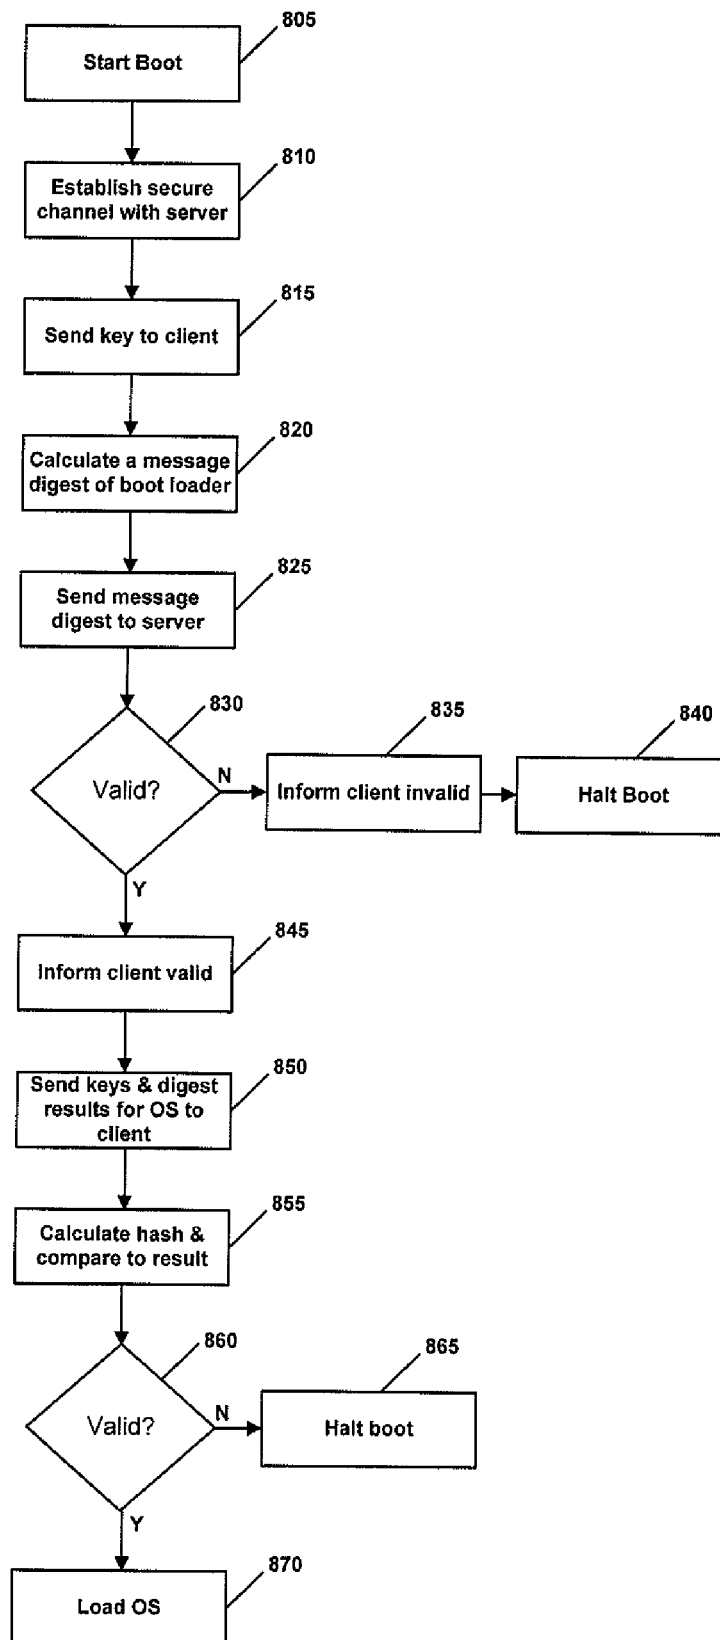 805
Start Boot
810
Establish secure
channel with server
815
Send key to client
820
Calculate a message
digest of boot loader
825
Send message
digest to server
830
Valid?
N
835
Inform client invalid
840
Halt Boot
Y
845
Inform client valid
850
Send keys & digest
results for OS to
client
855
Calculate hash &
compare to result
860
Valid?
N
865
Halt boot
Y
870
Load OS